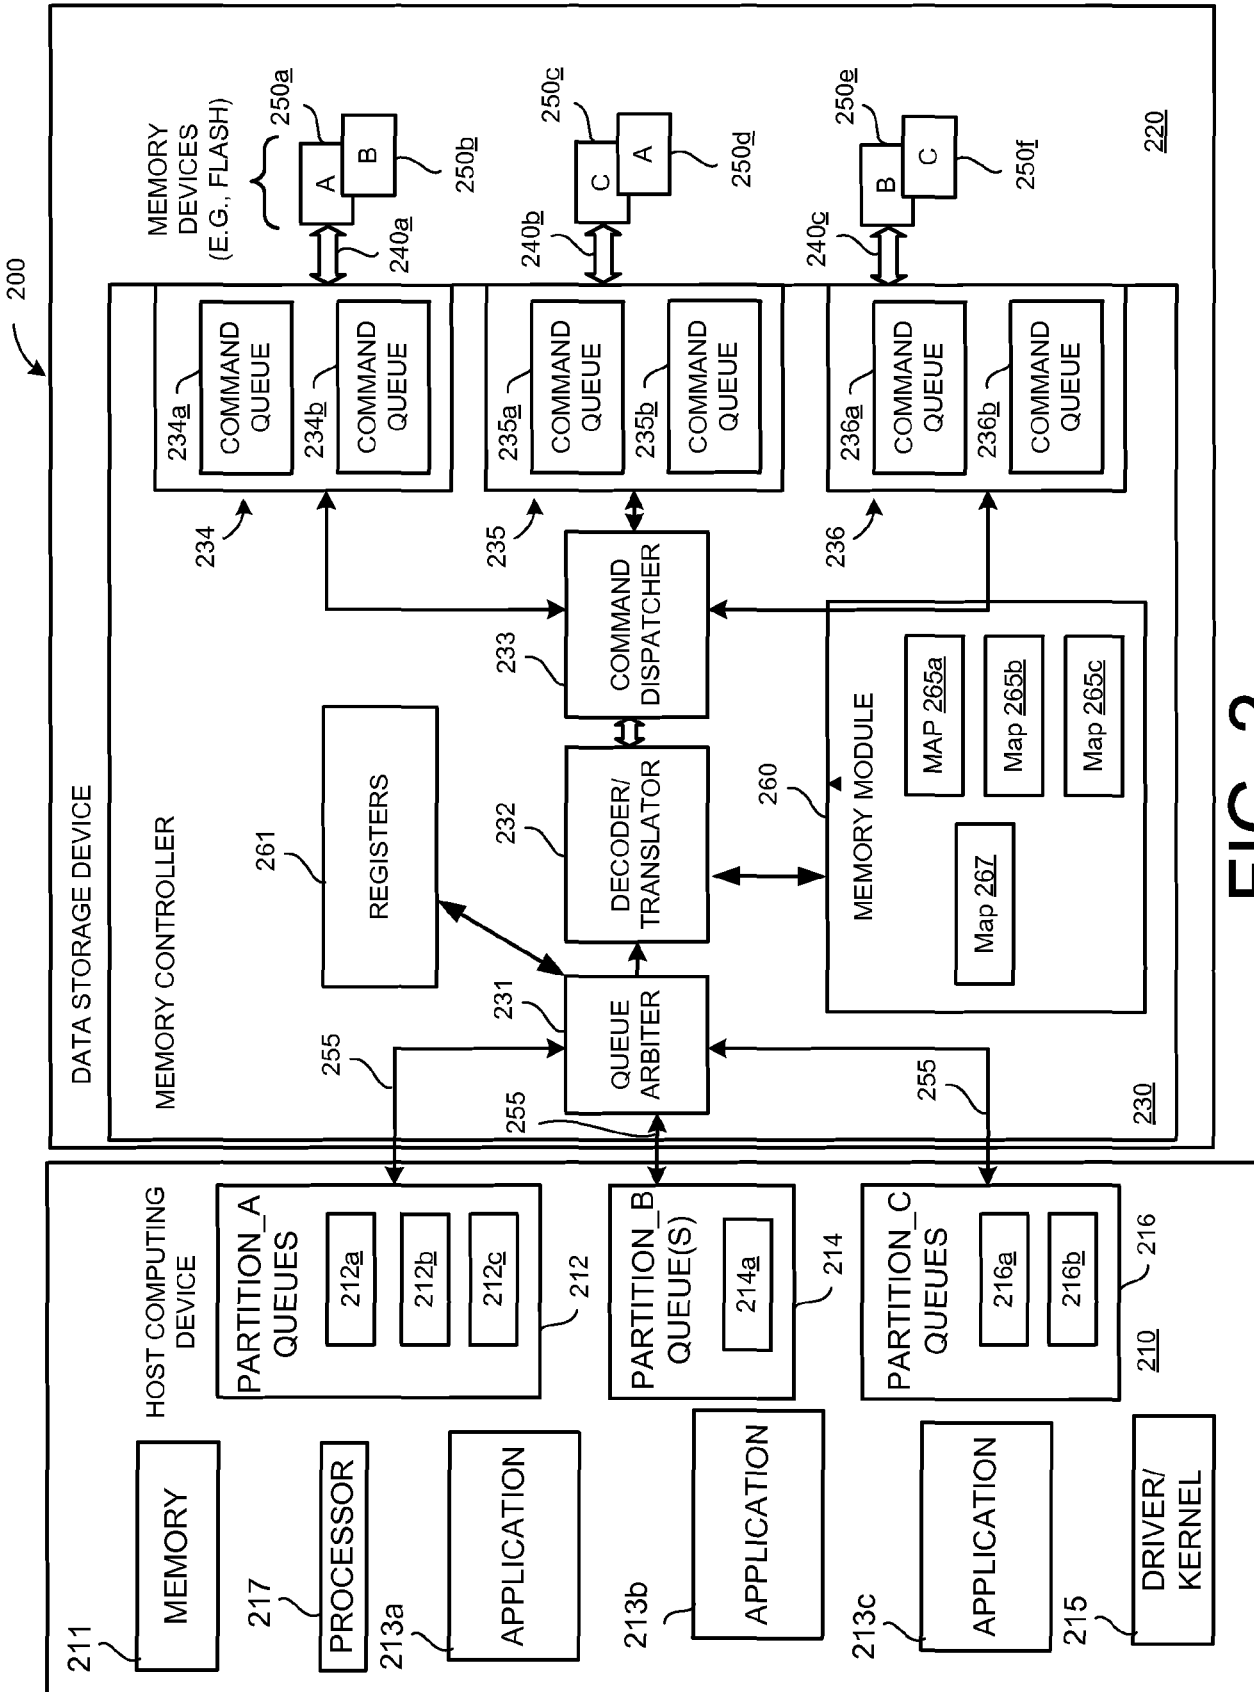 200
DATA STORAGE DEVICE
MEMORY CONTROLLER
HOST COMPUTING
DEVICE
211
MEMORY
217
PROCESSOR
213a
APPLICATION
213b
APPLICATION
213c
APPLICATION
215
DRIVER/
KERNEL
PARTITION_A
QUEUES
212a
212b
212c
212
PARTITION_B
QUEUE(S)
214a
214
PARTITION_C
QUEUES
216a
216b
216
210
255
255
255
261
REGISTERS
231
QUEUE
ARBITER
232
DECODER/
TRANSLATOR
233
COMMAND
DISPATCHER
260
MEMORY MODULE
Map 267
MAP 265a
Map 265b
Map 265c
230
234
234a
COMMAND
QUEUE
234b
COMMAND
QUEUE
235
235a
COMMAND
QUEUE
235b
COMMAND
QUEUE
236
236a
COMMAND
QUEUE
236b
COMMAND
QUEUE
MEMORY
DEVICES
(E.G., FLASH)
240a
250a
A
B
250b
240b
250c
C
A
250d
240c
250e
B
C
250f
220